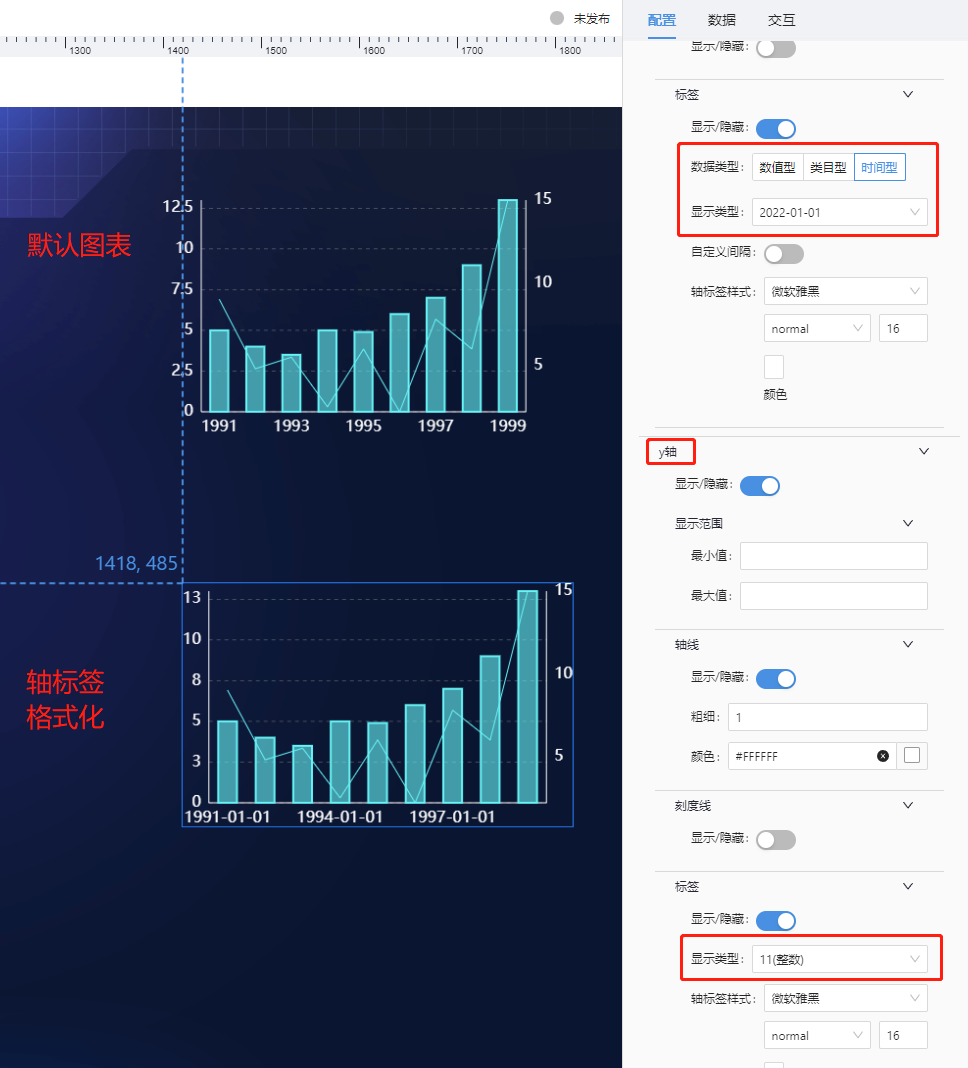 未发布
1300
1400
1500
1600
1700
1800
默认图表
12.5
10
7.5
5
2.5
0
15
10
5
1991
1993
1995
1997
1999
1418, 485
轴标签
格式化
13
10
8
5
3
0
15
10
5
1991-01-01
1994-01-01
1997-01-01
配置
数据
交互
显示/隐藏:
标签
显示/隐藏:
数据类型:
数值型
类目型
时间型
显示类型:
2022-01-01
自定义间隔:
轴标签样式:
微软雅黑
normal
16
颜色
y轴
显示/隐藏:
显示范围
最小值:
最大值:
轴线
显示/隐藏:
粗细:
1
颜色:
#FFFFFF
刻度线
显示/隐藏:
标签
显示/隐藏:
显示类型:
11(整数)
轴标签样式:
微软雅黑
normal
16